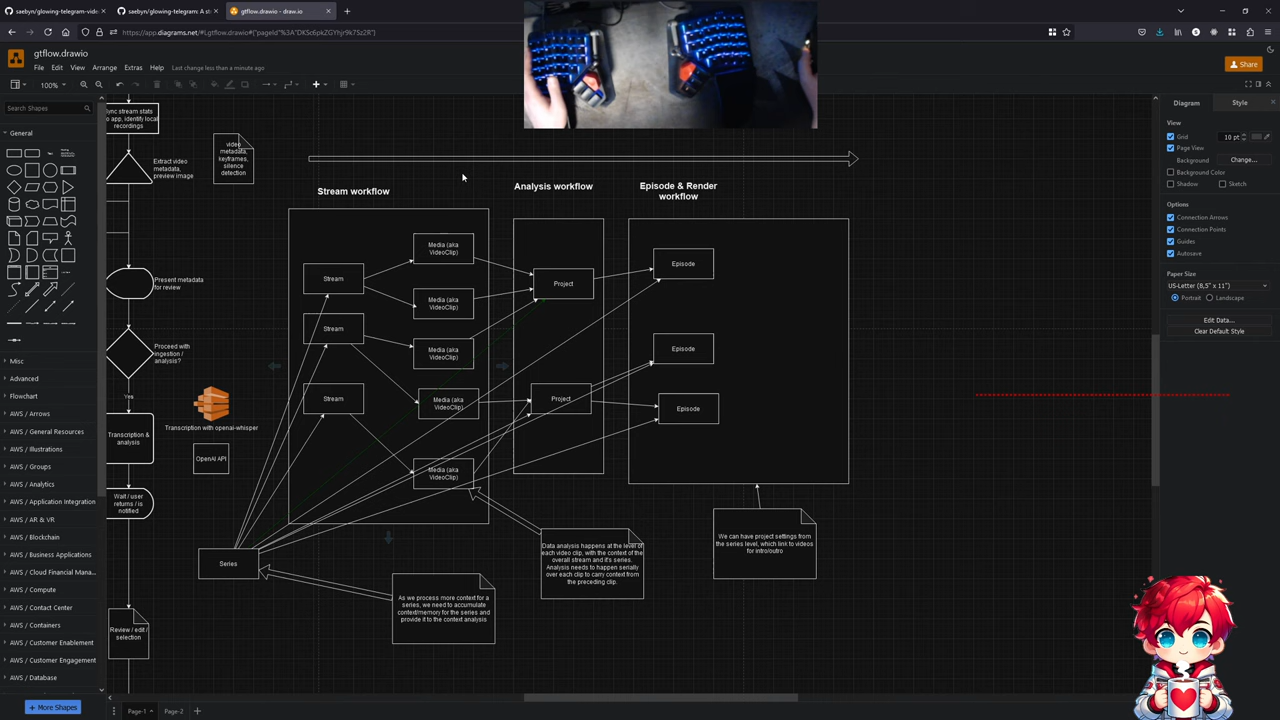 saebyn/glowing-telegram-vide
saebyn/glowing-telegram: A st
gtflow.drawio - draw.io
https://app.diagrams.net/#LgtFlow.drawio#{"pageId"%3A"DKSc6pkZGYhjr9k7Szz2R"}
gtflow.drawio
File Edit View Arrange Extras Help
Last change less than a minute ago
Share
100%
Search Shapes
General
Misc
Advanced
Flowchart
AWS / Arrows
AWS / General Resources
AWS / Illustrations
AWS / Groups
AWS / Analytics
AWS / Application Integration
AWS / AR & VR
AWS / Blockchain
AWS / Business Applications
AWS / Cloud Financial Mana...
AWS / Compute
AWS / Contact Center
AWS / Containers
AWS / Customer Enablement
AWS / Customer Engagement
AWS / Database
+ More Shapes
sync stream stats
to app, identify local
recordings
Extract video
metadata,
preview image
video
metadata,
keyframes,
silence
detection
Present metadata
for review
Proceed with
ingestion /
analysis?
Yes
Transcription &
analysis
Transcription with openai-whisper
OpenAI API
Wait / user
returns / is
notified
Review / edit /
selection
Stream workflow
Analysis workflow
Episode & Render
workflow
Stream
Stream
Stream
Media (aka
VideoClip)
Media (aka
VideoClip)
Media (aka
VideoClip)
Media (aka
VideoClip)
Media (aka
VideoClip)
Project
Project
Episode
Episode
Episode
Series
As we process more context for a
series, we need to accumulate
context/memory for the series and
provide it to the context analysis
Data analysis happens at the level of
each video clip, with the context of the
overall stream and it's series.
Analysis needs to happen serially
over each clip to carry context from
the preceding clip.
We can have project settings from
the series level, which link to videos
for intro/outro
Diagram
Style
View
Grid
10 pt
Page View
Background
Change...
Background Color
Shadow
Sketch
Options
Connection Arrows
Connection Points
Guides
Autosave
Paper Size
US-Letter (8,5" x 11")
Portrait
Landscape
Edit Data...
Clear Default Style
Page-1
Page-2